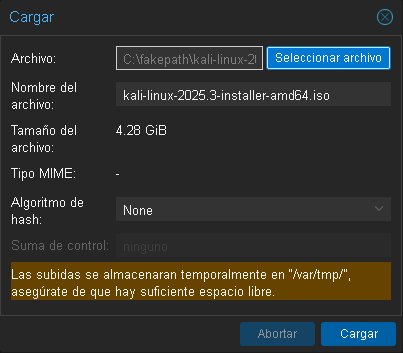 Cargar
Archivo:
C:\fakepath\kali-linux-20
Seleccionar archivo
Nombre del
archivo:
kali-linux-2025.3-installer-amd64.iso
Tamaño del
archivo:
4.28 GiB
Tipo MIME:
-
Algoritmo de
hash:
None
Suma de control:
ninguno
Las subidas se almacenaran temporalmente en "/var/tmp/",
asegúrate de que hay suficiente espacio libre.
Abortar
Cargar